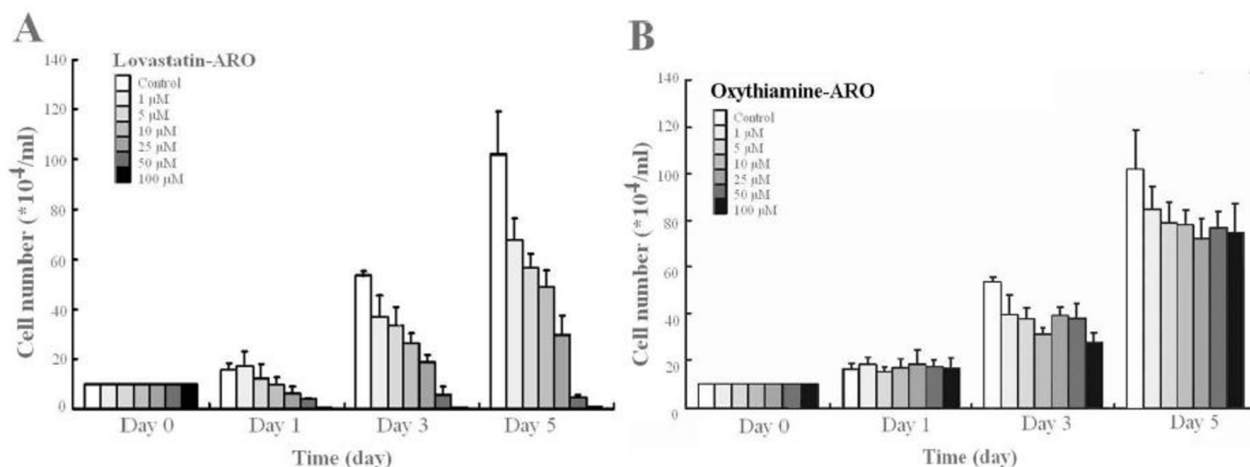 A
Lovastatin-ARO
Control
1 µM
5 µM
10 µM
25 µM
50 µM
100 µM
140
120
100
80
60
40
20
0
Cell number (*10⁴/ml)
Day 0
Day 1
Day 3
Day 5
Time (day)
B
Oxythiamine-ARO
Control
1 µM
5 µM
10 µM
25 µM
50 µM
100 µM
140
120
100
80
60
40
20
0
Cell number (*10⁴/ml)
Day 0
Day 1
Day 3
Day 5
Time (day)